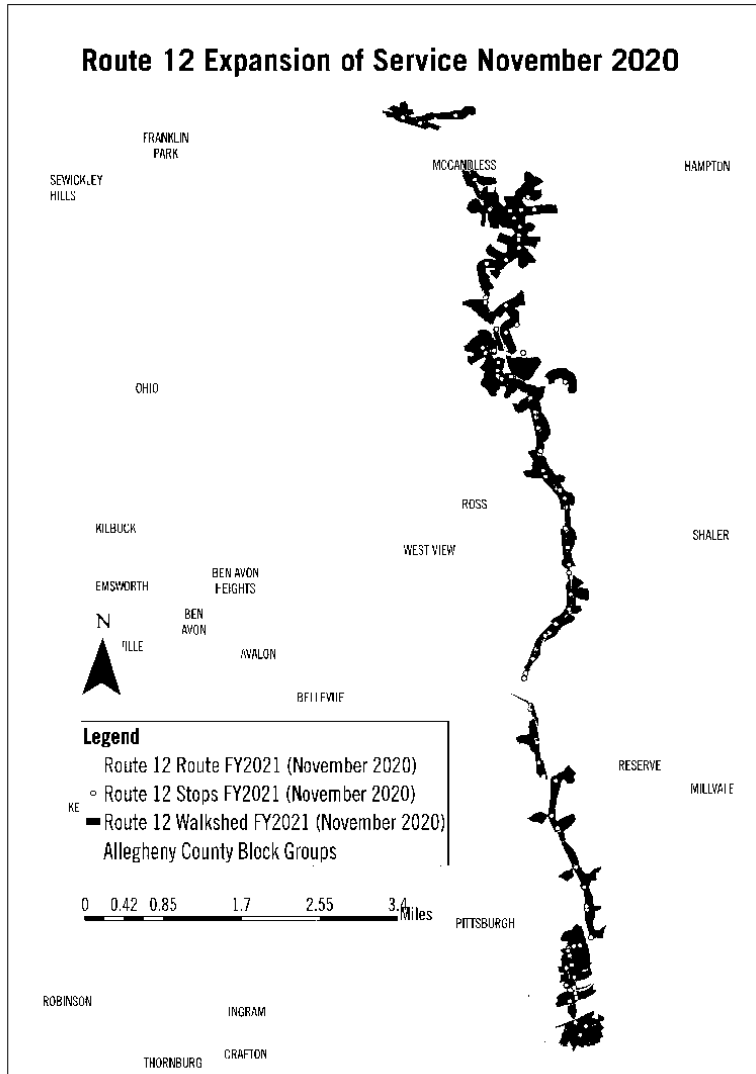 Route 12 Expansion of Service November 2020
FRANKLIN
PARK
MCCANDLESS
HAMPTON
SEWICKLEY
HILLS
OHIO
ROSS
KILBUCK
SHALER
WEST VIEW
BEN AVON
HEIGHTS
EMSWORTH
BEN
AVON
N
VILLE
AVALON
BELLEVUE
Legend
Route 12 Route FY2021 (November 2020)
RESERVE
MILLVALE
Route 12 Stops FY2021 (November 2020)
KE
Route 12 Walkshed FY2021 (November 2020)
Allegheny County Block Groups
0 0.42 0.85 1.7 2.55 3.4
Miles
PITTSBURGH
ROBINSON
INGRAM
CRAFTON
THORNBURG